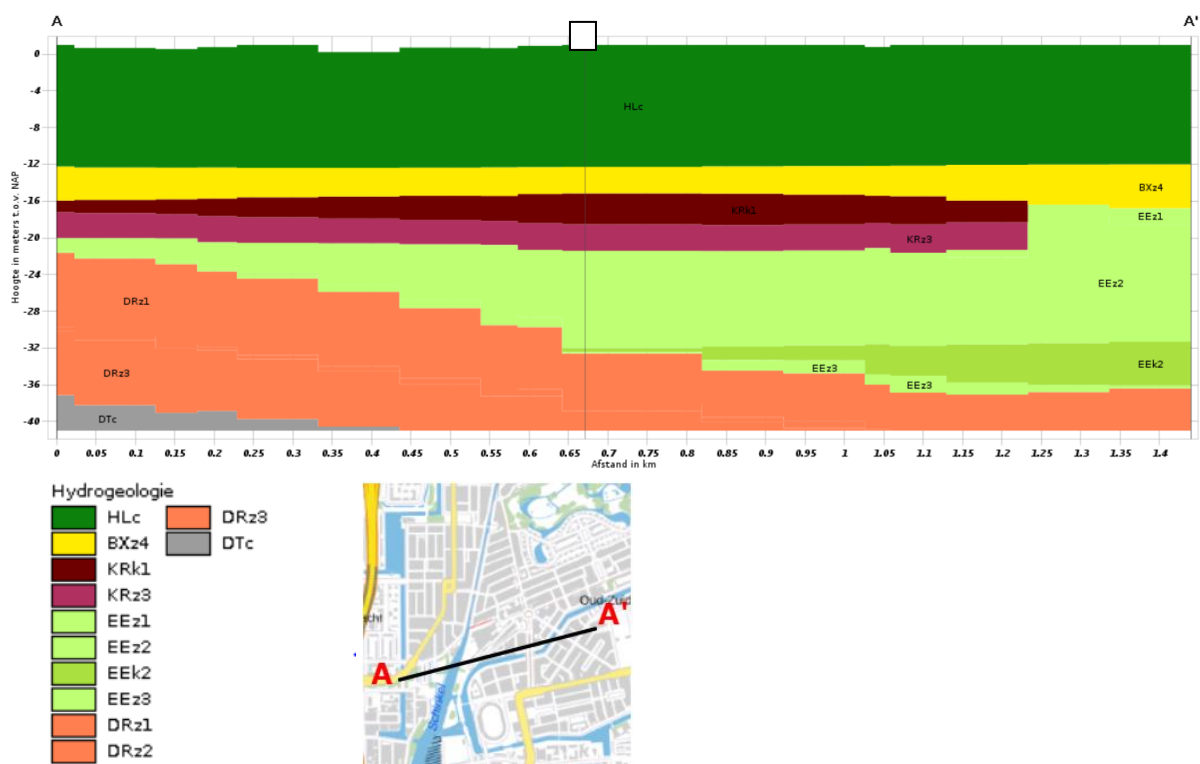 A A'
0
-4
-8
-12
-16
-20
-24
-28
-32
-36
-40
Hoogte in meters t.o.v. NAP
HLc
BXz4
KRk1
EEz1
KRz3
EEz2
DRz1
EEk2
EEz3
DRz3
EEz3
DTc
0 0.05 0.1 0.15 0.2 0.25 0.3 0.35 0.4 0.45 0.5 0.55 0.6 0.65 0.7 0.75 0.8 0.85 0.9 0.95 1 1.05 1.1 1.15 1.2 1.25 1.3 1.35 1.4
Afstand in km
Hydrogeologie
HLc DRz3
BXz4 DTc
KRk1
KRz3
EEz1
EEz2
EEk2
EEz3
DRz1
DRz2
Oud-Zuid
A'
cht
A
Schinkel